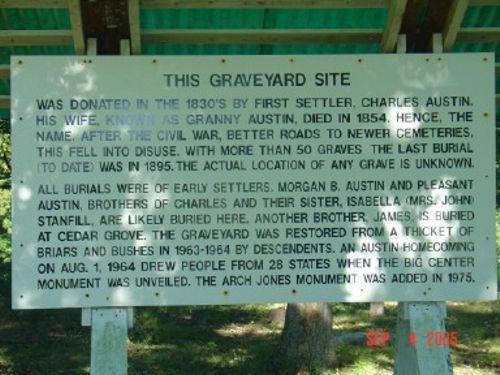 THIS GRAVEYARD SITE
WAS DONATED IN THE 1830'S BY FIRST SETTLER, CHARLES AUSTIN.
HIS WIFE, KNOWN AS GRANNY AUSTIN, DIED IN 1854. HENCE, THE
NAME. AFTER THE CIVIL WAR, BETTER ROADS TO NEWER CEMETERIES,
THIS FELL INTO DISUSE. WITH MORE THAN 50 GRAVES THE LAST BURIAL
(TO DATE) WAS IN 1895. THE ACTUAL LOCATION OF ANY GRAVE IS UNKNOWN.
ALL BURIALS WERE OF EARLY SETTLERS. MORGAN B. AUSTIN AND PLEASANT
AUSTIN, BROTHERS OF CHARLES AND THEIR SISTER, ISABELLA (MRS. JOHN)
STANFILL, ARE LIKELY BURIED HERE. ANOTHER BROTHER, JAMES, IS BURIED
AT CEDAR GROVE. THE GRAVEYARD WAS RESTORED FROM A THICKET OF
BRIARS AND BUSHES IN 1963-1964 BY DESCENDENTS. AN AUSTIN HOMECOMING
ON AUG. 1, 1964 DREW PEOPLE FROM 28 STATES WHEN THE BIG CENTER
MONUMENT WAS UNVEILED. THE ARCH JONES MONUMENT WAS ADDED IN 1975.
SEP 4 2005